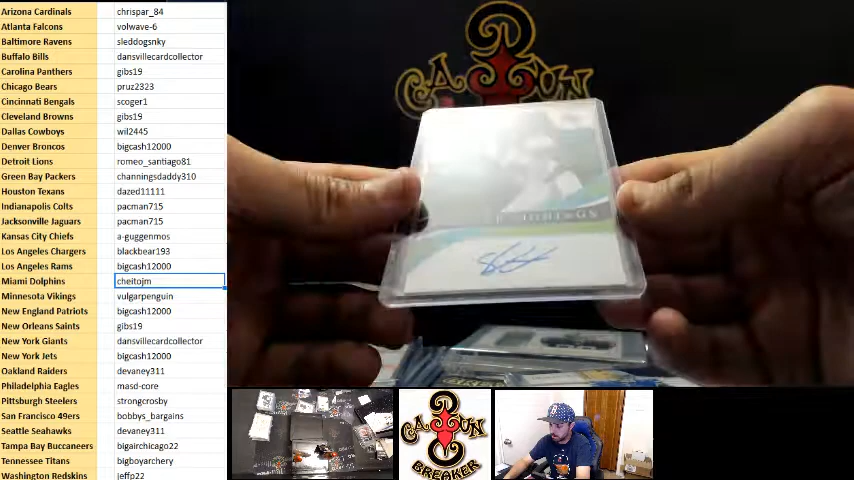 Arizona Cardinals chrispar_84
Atlanta Falcons volwave-6
Baltimore Ravens sleddogsnky
Buffalo Bills dansvillecardcollector
Carolina Panthers gibs19
Chicago Bears pruz2323
Cincinnati Bengals scoger1
Cleveland Browns gibs19
Dallas Cowboys wil2445
Denver Broncos bigcash12000
Detroit Lions romeo_santiago81
Green Bay Packers channingsdaddy310
Houston Texans dazed11111
Indianapolis Colts pacman715
Jacksonville Jaguars pacman715
Kansas City Chiefs a-guggenmos
Los Angeles Chargers blackbear193
Los Angeles Rams bigcash12000
Miami Dolphins cheitojm
Minnesota Vikings vulgarpenguin
New England Patriots bigcash12000
New Orleans Saints gibs19
New York Giants dansvillecardcollector
New York Jets bigcash12000
Oakland Raiders devaney311
Philadelphia Eagles masd-core
Pittsburgh Steelers strongcrosby
San Francisco 49ers bobbys_bargains
Seattle Seahawks devaney311
Tampa Bay Buccaneers bigairchicago22
Tennessee Titans bigboyarchery
Washington Redskins jeffp22
CAJUN
CAJUN
BREAKER